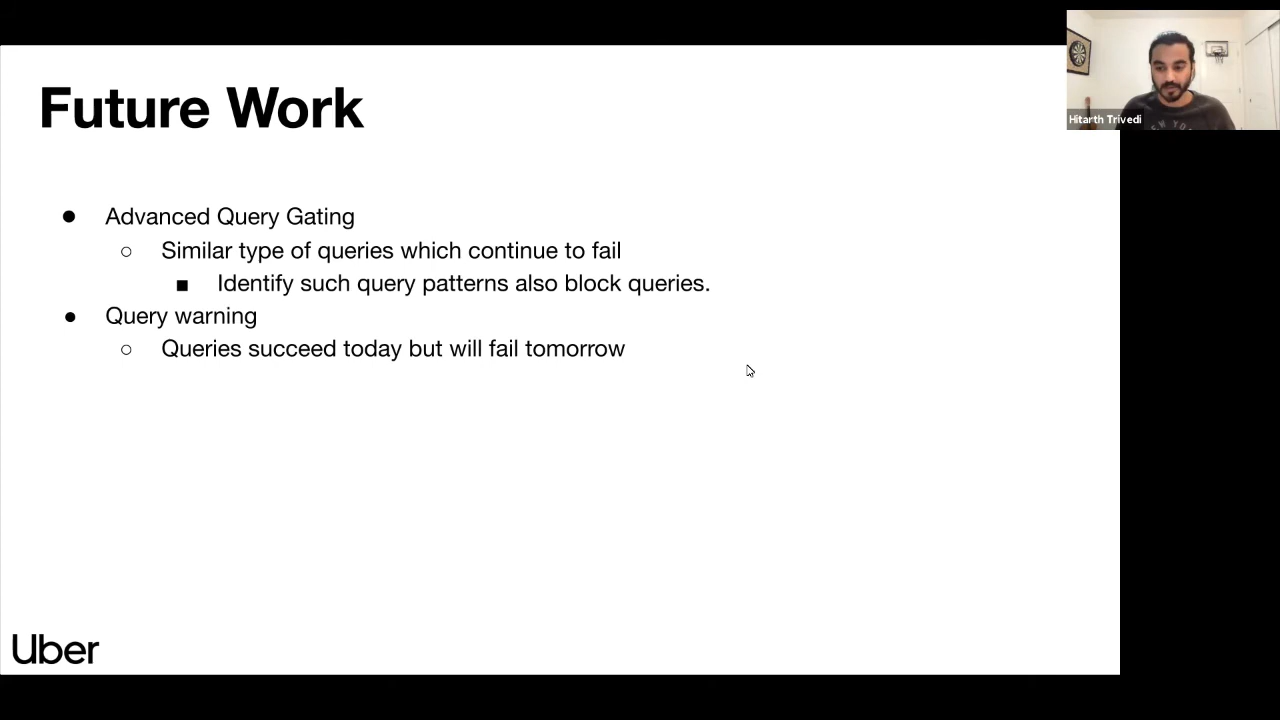 Future Work
● Advanced Query Gating
○ Similar type of queries which continue to fail
■ Identify such query patterns also block queries.
● Query warning
○ Queries succeed today but will fail tomorrow
Uber
Hitarth Trivedi